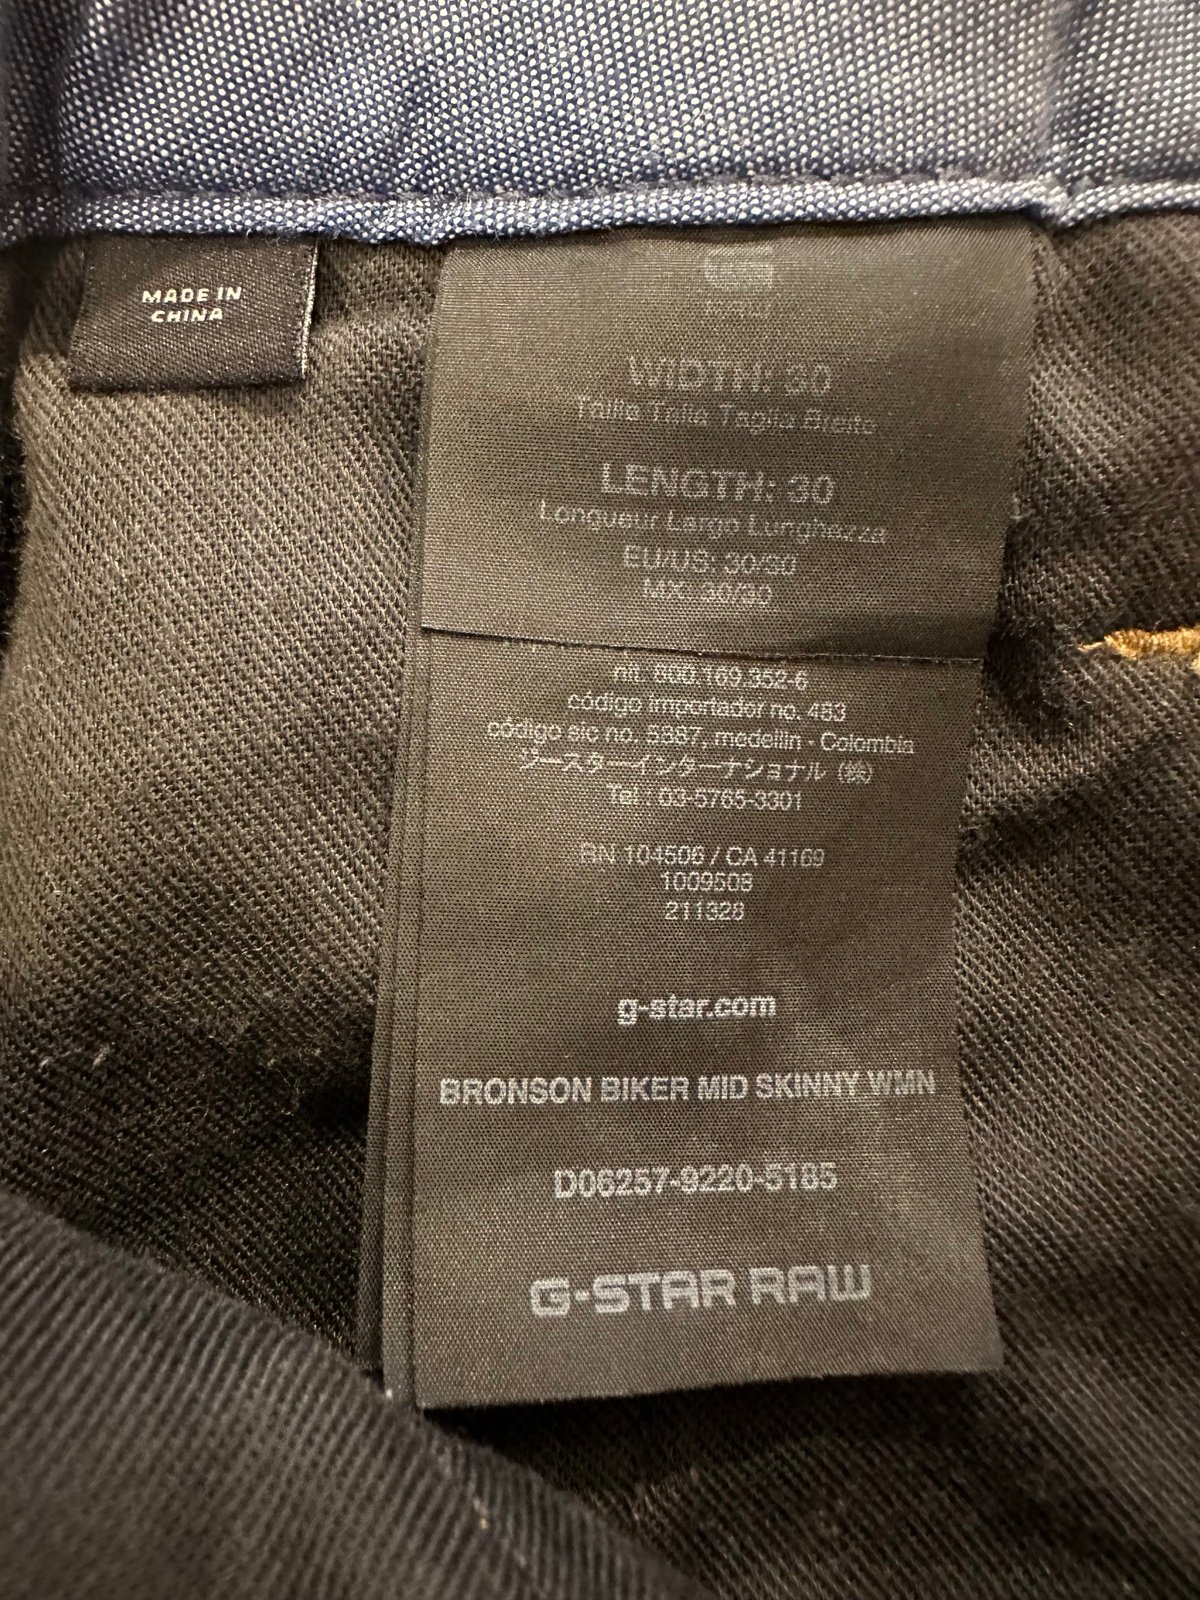 MADE IN
CHINA
WIDTH: 30
Taille Talla Taglia Breite
LENGTH: 30
Longueur Largo Lunghezza
EU/US: 30/30
MX: 30/30
nit. 800.169.352-6
código importador no. 483
código sic no. 5887, medellin - Colombia
ジースターインターナショナル (株)
Tel : 03-5765-3301
RN 104506 / CA 41169
1009508
211328
g-star.com
BRONSON BIKER MID SKINNY WMN
D06257-9220-5185
G-STAR RAW